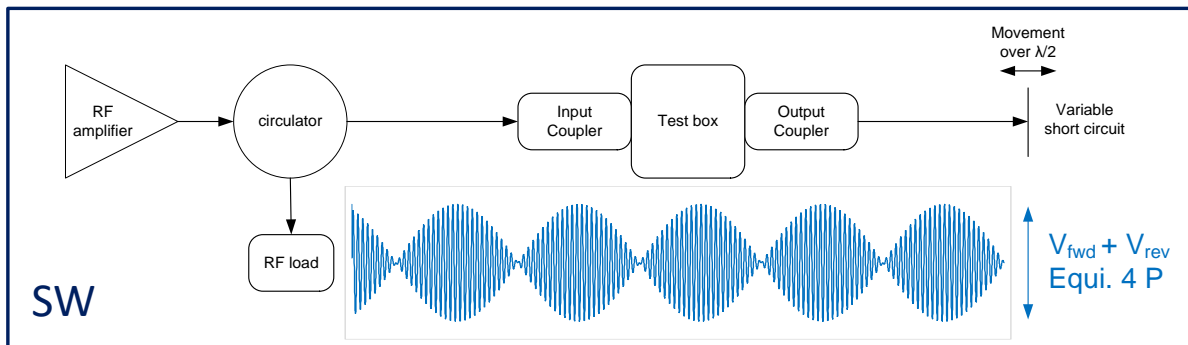 Movement
over λ/2
RF
amplifier
circulator
Input
Coupler
Test box
Output
Coupler
Variable
short circuit
RF load
V_fwd + V_rev
Equi. 4 P
SW